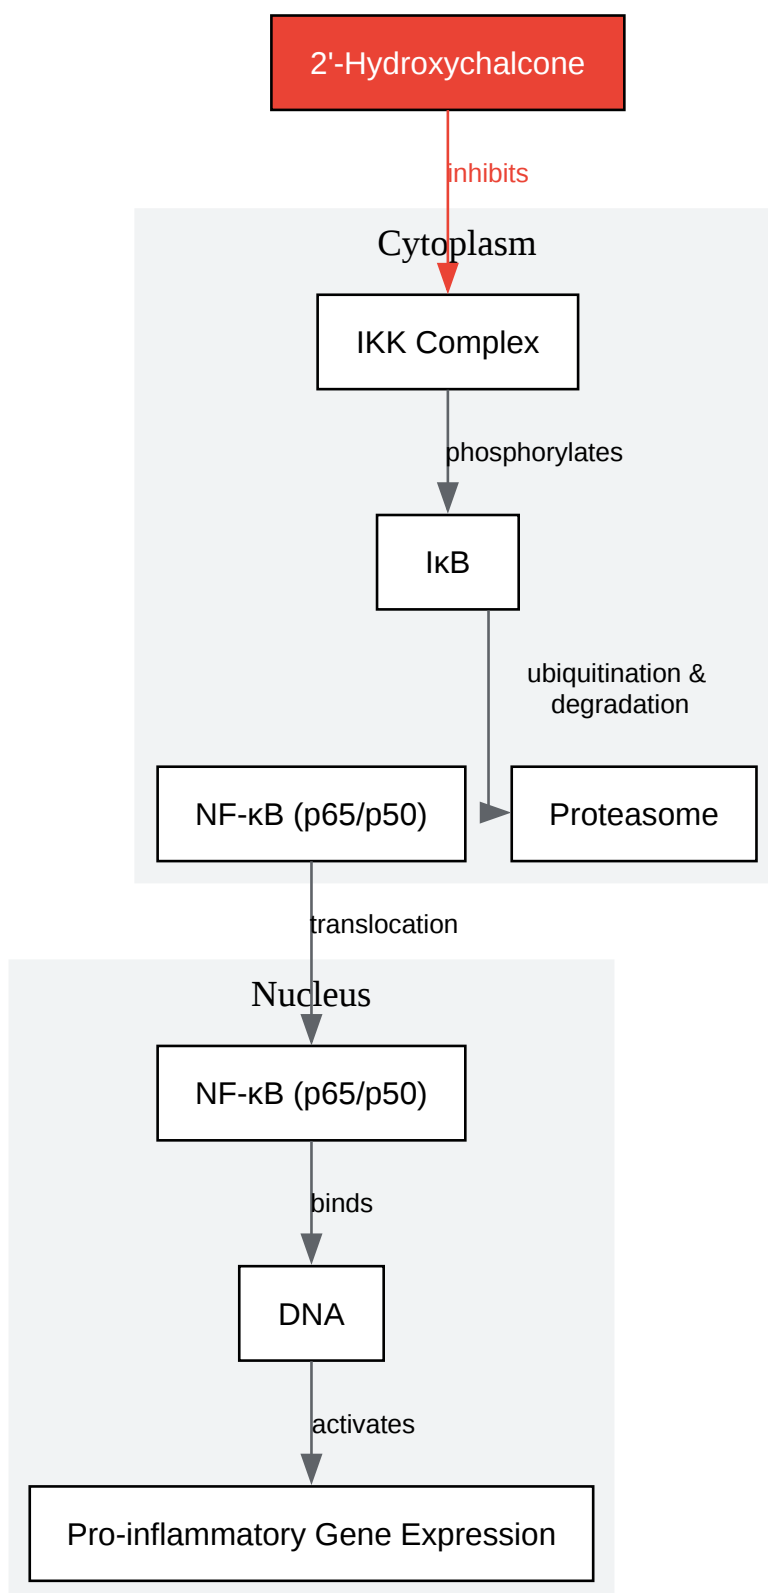 2'-Hydroxychalcone
inhibits
Cytoplasm
IKK Complex
phosphorylates
IκB
ubiquitination &
degradation
NF-κB (p65/p50)
Proteasome
translocation
Nucleus
NF-κB (p65/p50)
binds
DNA
activates
Pro-inflammatory Gene Expression